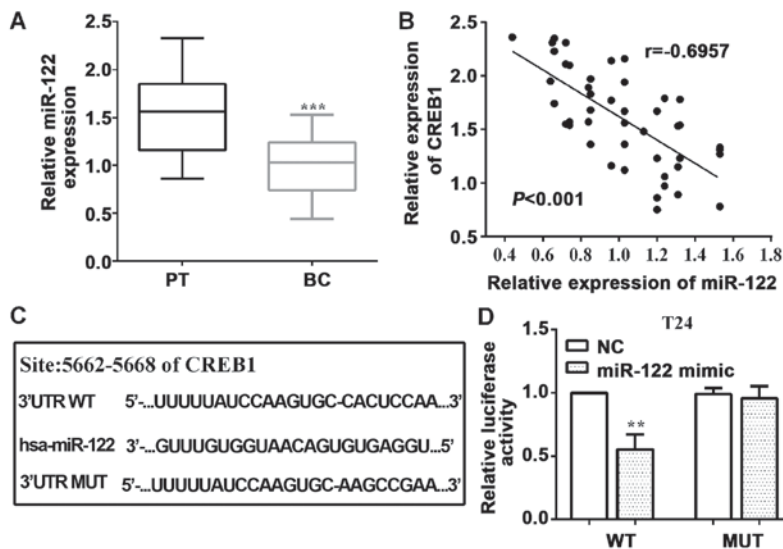 A
Relative miR-122
expression
2.5
2.0
1.5
1.0
0.5
0.0
***
PT
BC
B
Relative expression
of CREB1
2.5
2.0
1.5
1.0
0.5
r=-0.6957
P<0.001
0.4 0.6 0.8 1.0 1.2 1.4 1.6 1.8
Relative expression of miR-122
C
Site:5662-5668 of CREB1
3'UTR WT 5'-...UUUUUAUCCAAGUGC-CACUCCAA...3'
hsa-miR-122 3'-...GUUUGUGGUAACAGUGUGAGGU...5'
3'UTR MUT 5'-...UUUUUAUCCAAGUGC-AAGCCGAA...3'
D
T24
Relative luciferase
activity
1.5
1.0
0.5
0.0
NC
miR-122 mimic
**
WT
MUT